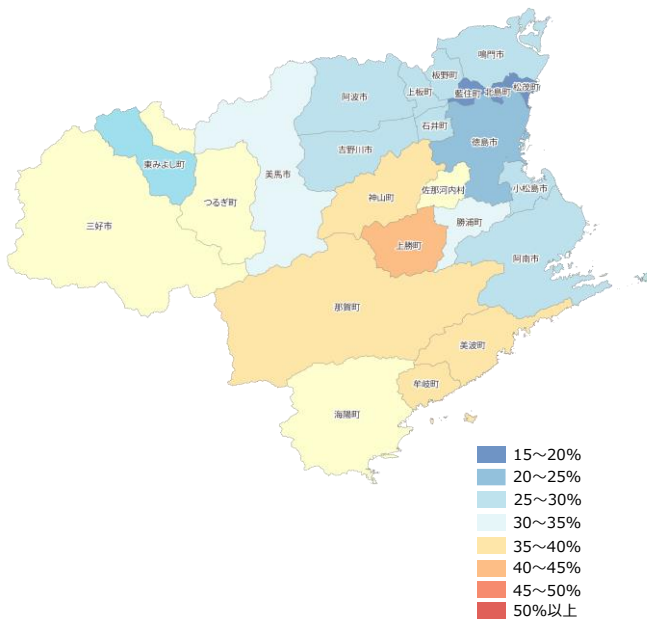 鳴門市
板野町
松茂町
上板町
藍住町
北島町
阿波市
石井町
徳島市
吉野川市
東みよし町
美馬市
小松島市
佐那河内村
神山町
つるぎ町
勝浦町
三好市
上勝町
阿南市
那賀町
美波町
牟岐町
海陽町
15～20%
20～25%
25～30%
30～35%
35～40%
40～45%
45～50%
50%以上